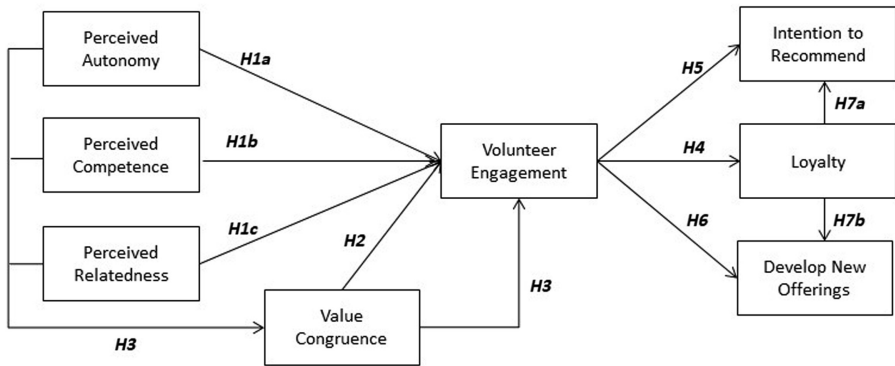 Perceived
Autonomy
H1a
Perceived
Competence
H1b
Perceived
Relatedness
H1c
H2
H3
Value
Congruence
H3
Volunteer
Engagement
H5
H4
H6
Intention to
Recommend
H7a
Loyalty
H7b
Develop New
Offerings